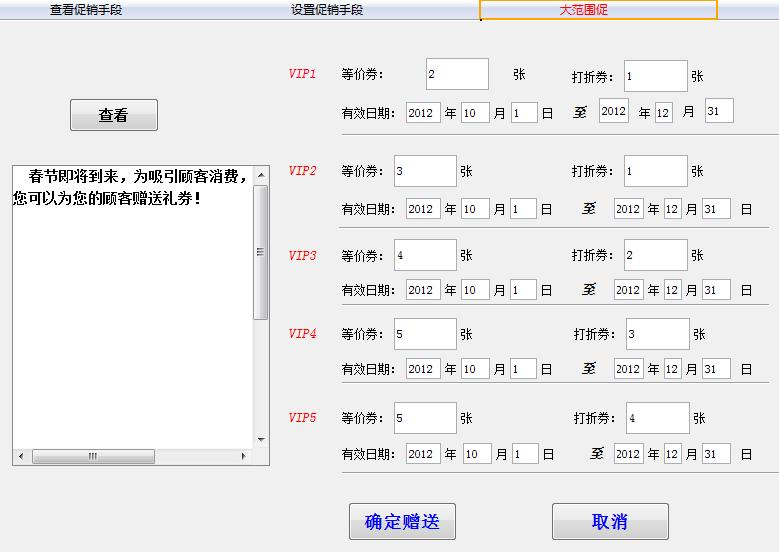 查看促销手段 设置促销手段 大范围促
查看
春节即将到来，为吸引顾客消费，
您可以为您的顾客赠送礼券！
VIP1 等价券： 2 张 打折券： 1 张
有效日期： 2012 年 10 月 1 日 至 2012 年 12 月 31
VIP2 等价券： 3 张 打折券： 1 张
有效日期： 2012 年 10 月 1 日 至 2012 年 12 月 31 日
VIP3 等价券： 4 张 打折券： 2 张
有效日期： 2012 年 10 月 1 日 至 2012 年 12 月 31 日
VIP4 等价券： 5 张 打折券： 3 张
有效日期： 2012 年 10 月 1 日 至 2012 年 12 月 31 日
VIP5 等价券： 5 张 打折券： 4 张
有效日期： 2012 年 10 月 1 日 至 2012 年 12 月 31 日
确定赠送 取消